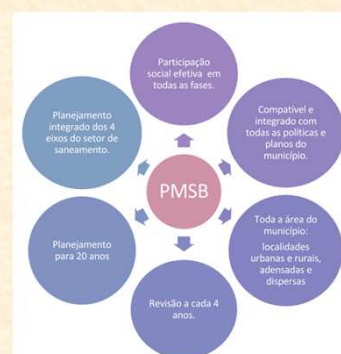 Participação
social efetiva em
todas as fases.
Planejamento
integrado dos 4
eixos do setor de
saneamento.
Compatível e
integrado com
todas as políticas e
planos do
município.
PMSB
Planejamento
para 20 anos
Toda a área do
município:
localidades
urbanas e rurais,
adensadas e
dispersas
Revisão a cada 4
anos.